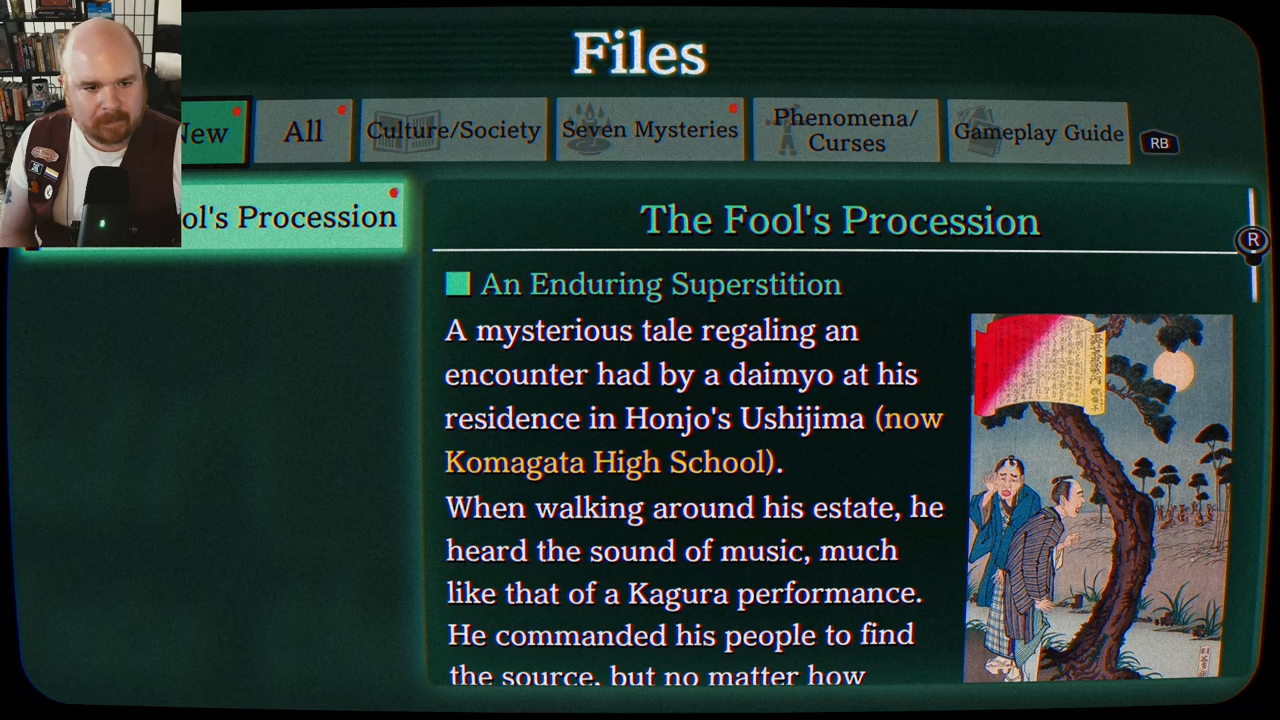 Files
New
All
Culture/Society
Seven Mysteries
Phenomena/
Curses
Gameplay Guide
RB
ol's Procession
The Fool's Procession
R
An Enduring Superstition
A mysterious tale regaling an
encounter had by a daimyo at his
residence in Honjo's Ushijima (now
Komagata High School).
When walking around his estate, he
heard the sound of music, much
like that of a Kagura performance.
He commanded his people to find
the source, but no matter how